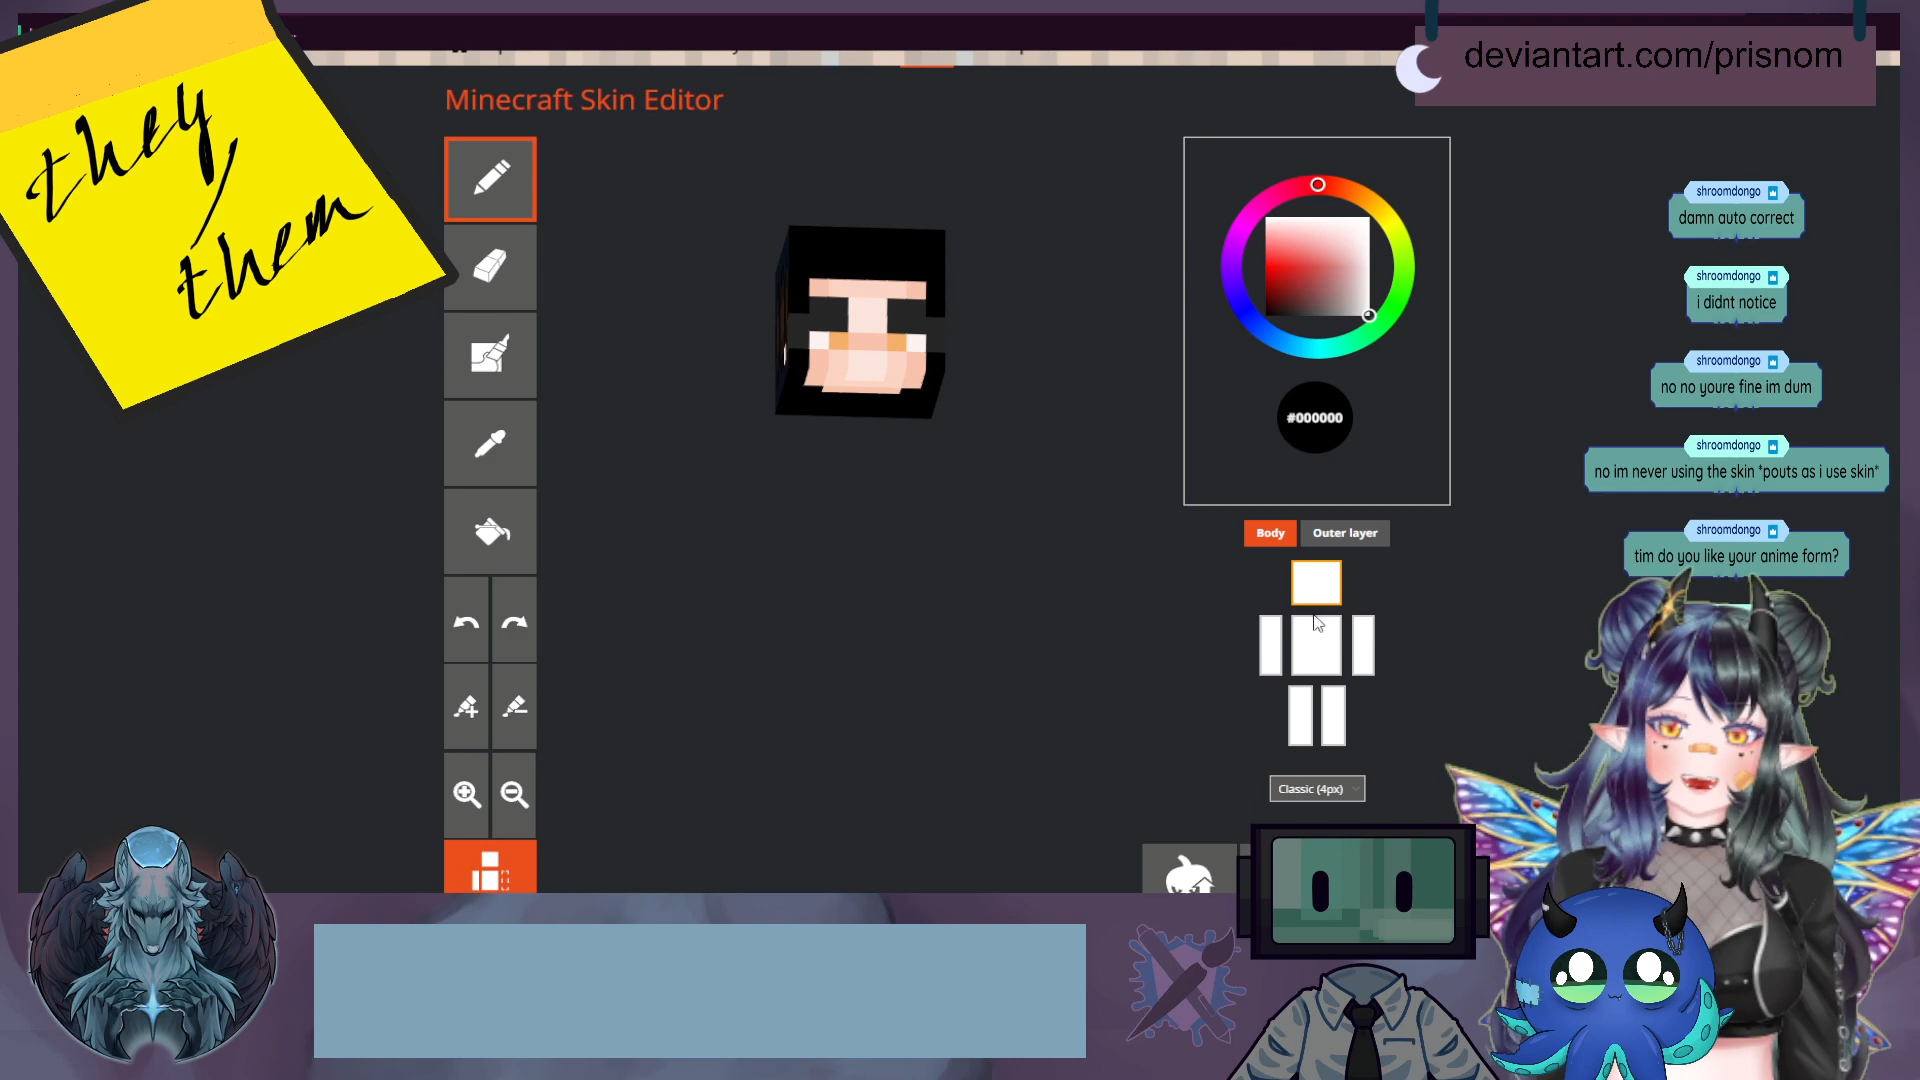 they
/
them
Minecraft Skin Editor
deviantart.com/prisnom
#000000
Body
Outer layer
Classic (4px)
shroomdongo
damn auto correct
shroomdongo
i didnt notice
shroomdongo
no no youre fine im dum
shroomdongo
no im never using the skin *pouts as i use skin*
shroomdongo
tim do you like your anime form?